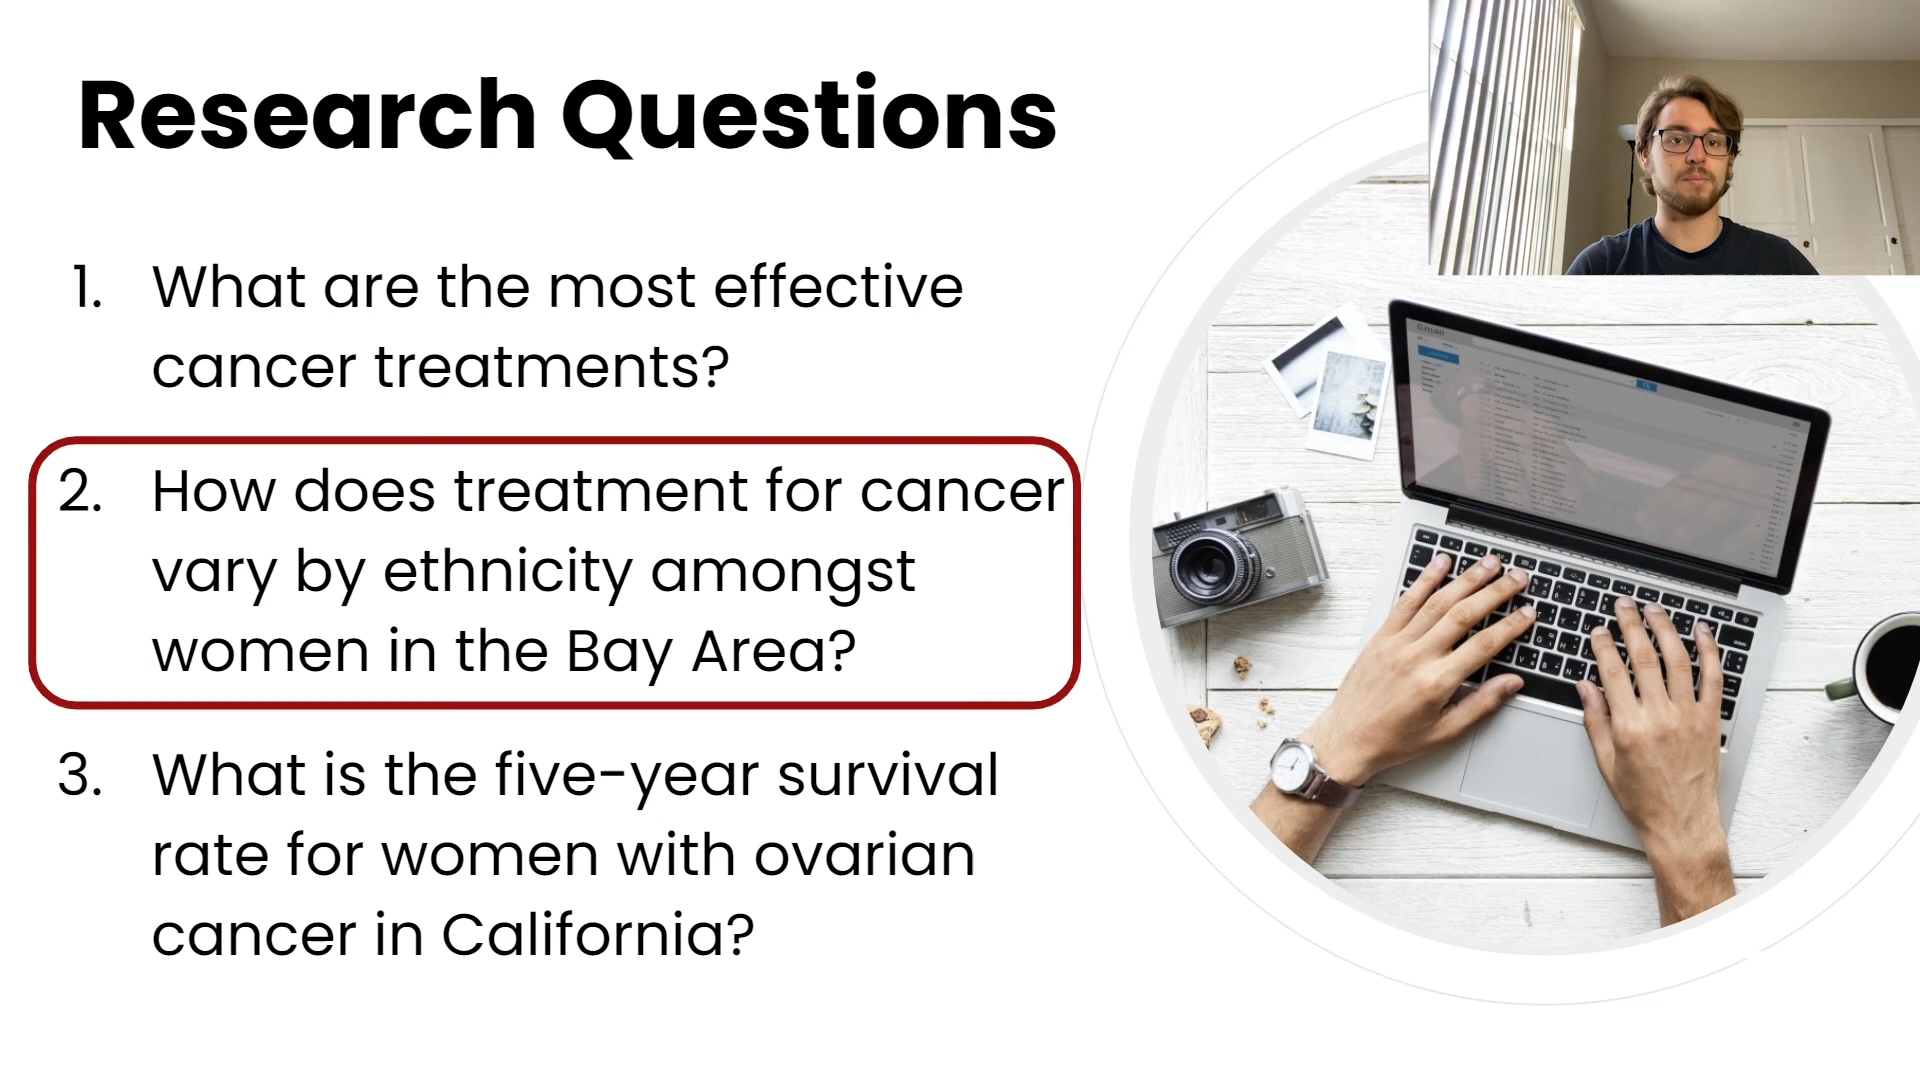 Research Questions
1. What are the most effective
cancer treatments?
2. How does treatment for cancer
vary by ethnicity amongst
women in the Bay Area?
3. What is the five-year survival
rate for women with ovarian
cancer in California?
Email